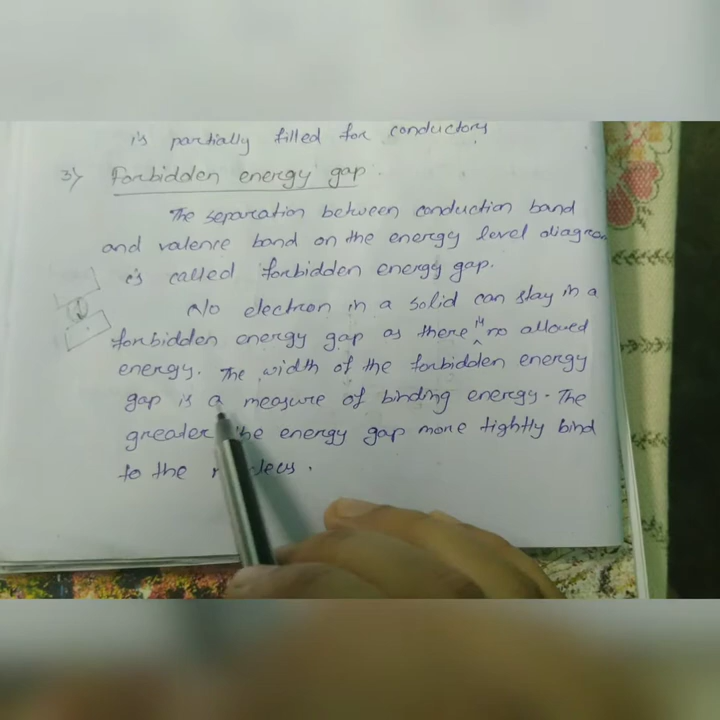 is partially filled for conductors
3) Forbidden energy gap.
The separation between conduction band
and valence band on the energy level
is called forbidden energy gap.
No electron in a solid can stay in a
forbidden energy gap as there is no allowed
energy. The width of the forbidden energy
gap is a measure of binding energy. The
greater energy gap more tightly bind
to the